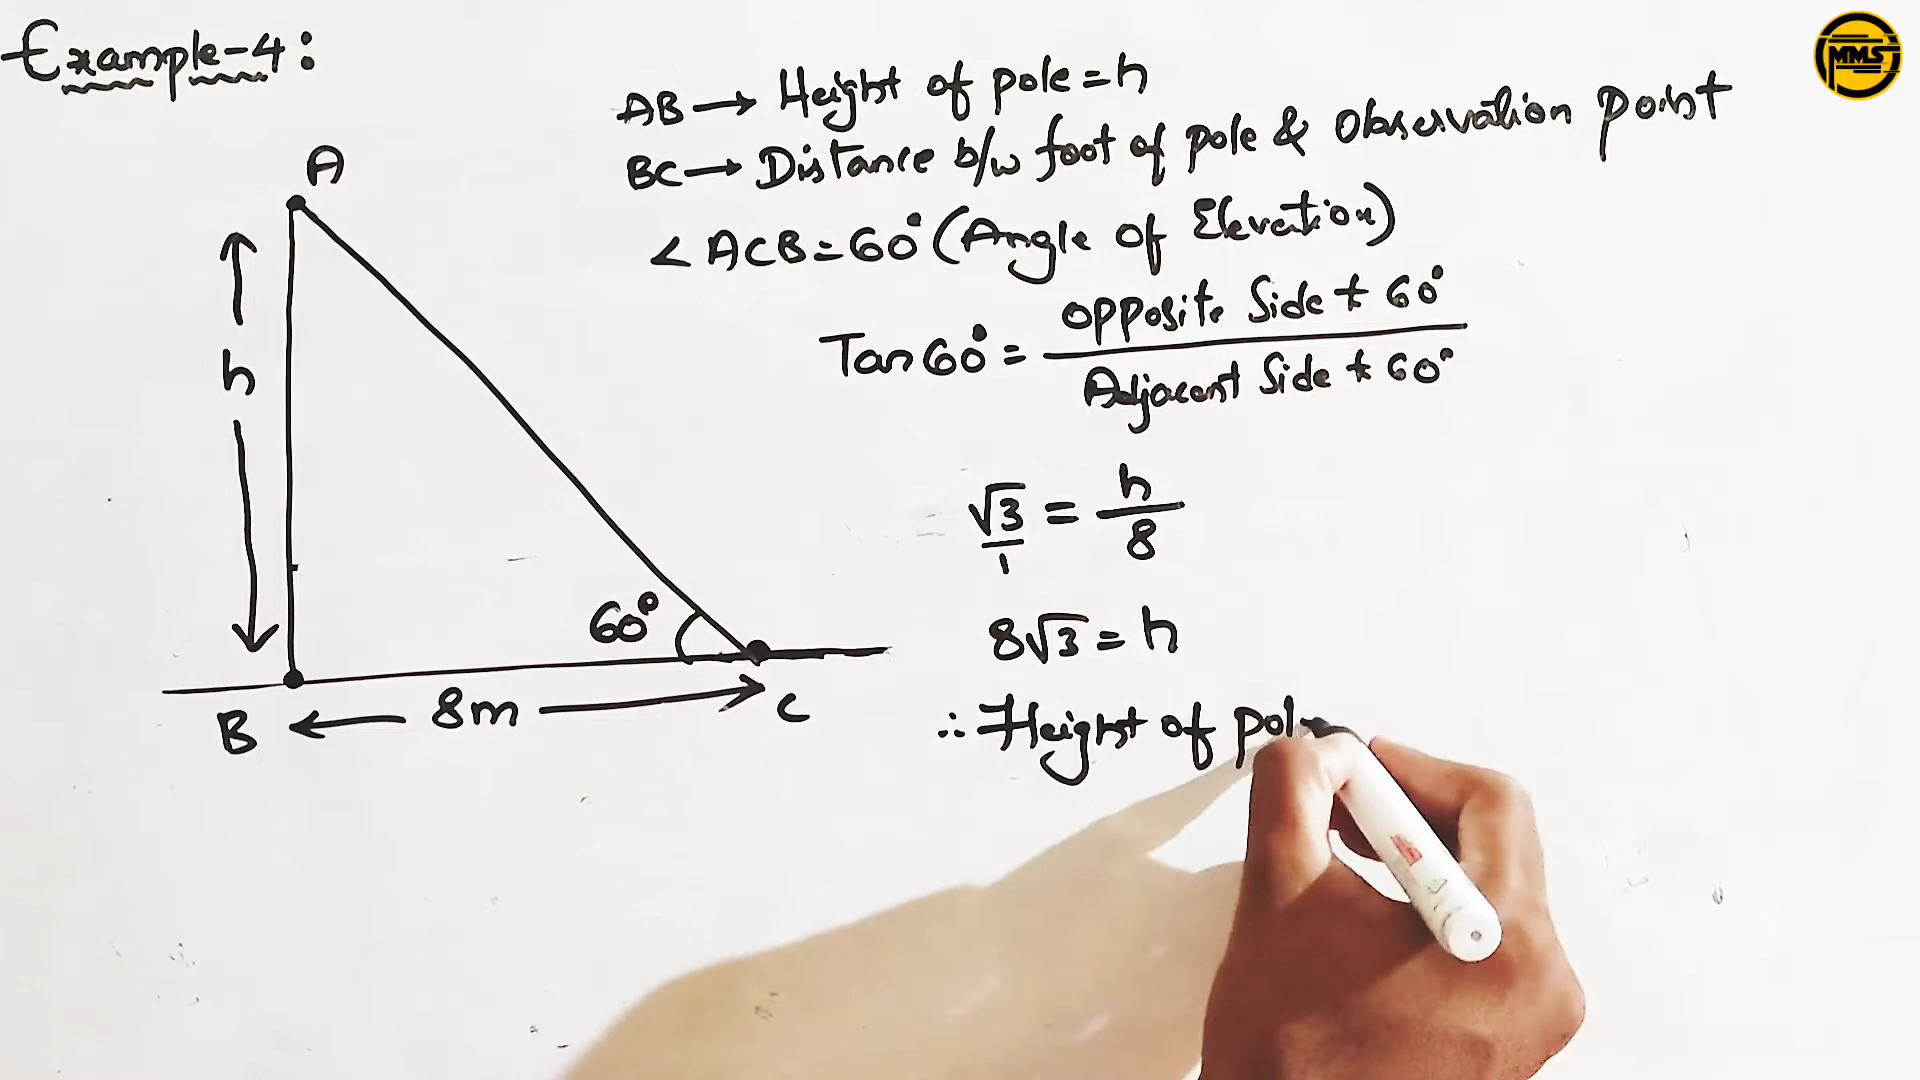 Example-4:
MMS
AB → Height of pole = h
BC → Distance b/w foot of pole & Observation point
∠ACB = 60° (Angle of Elevation)
Tan 60° = Opposite Side to 60°
Adjacent Side to 60°
√3/1 = h/8
8√3 = h
∴ Height of pol
A
h
60°
B
8m
C